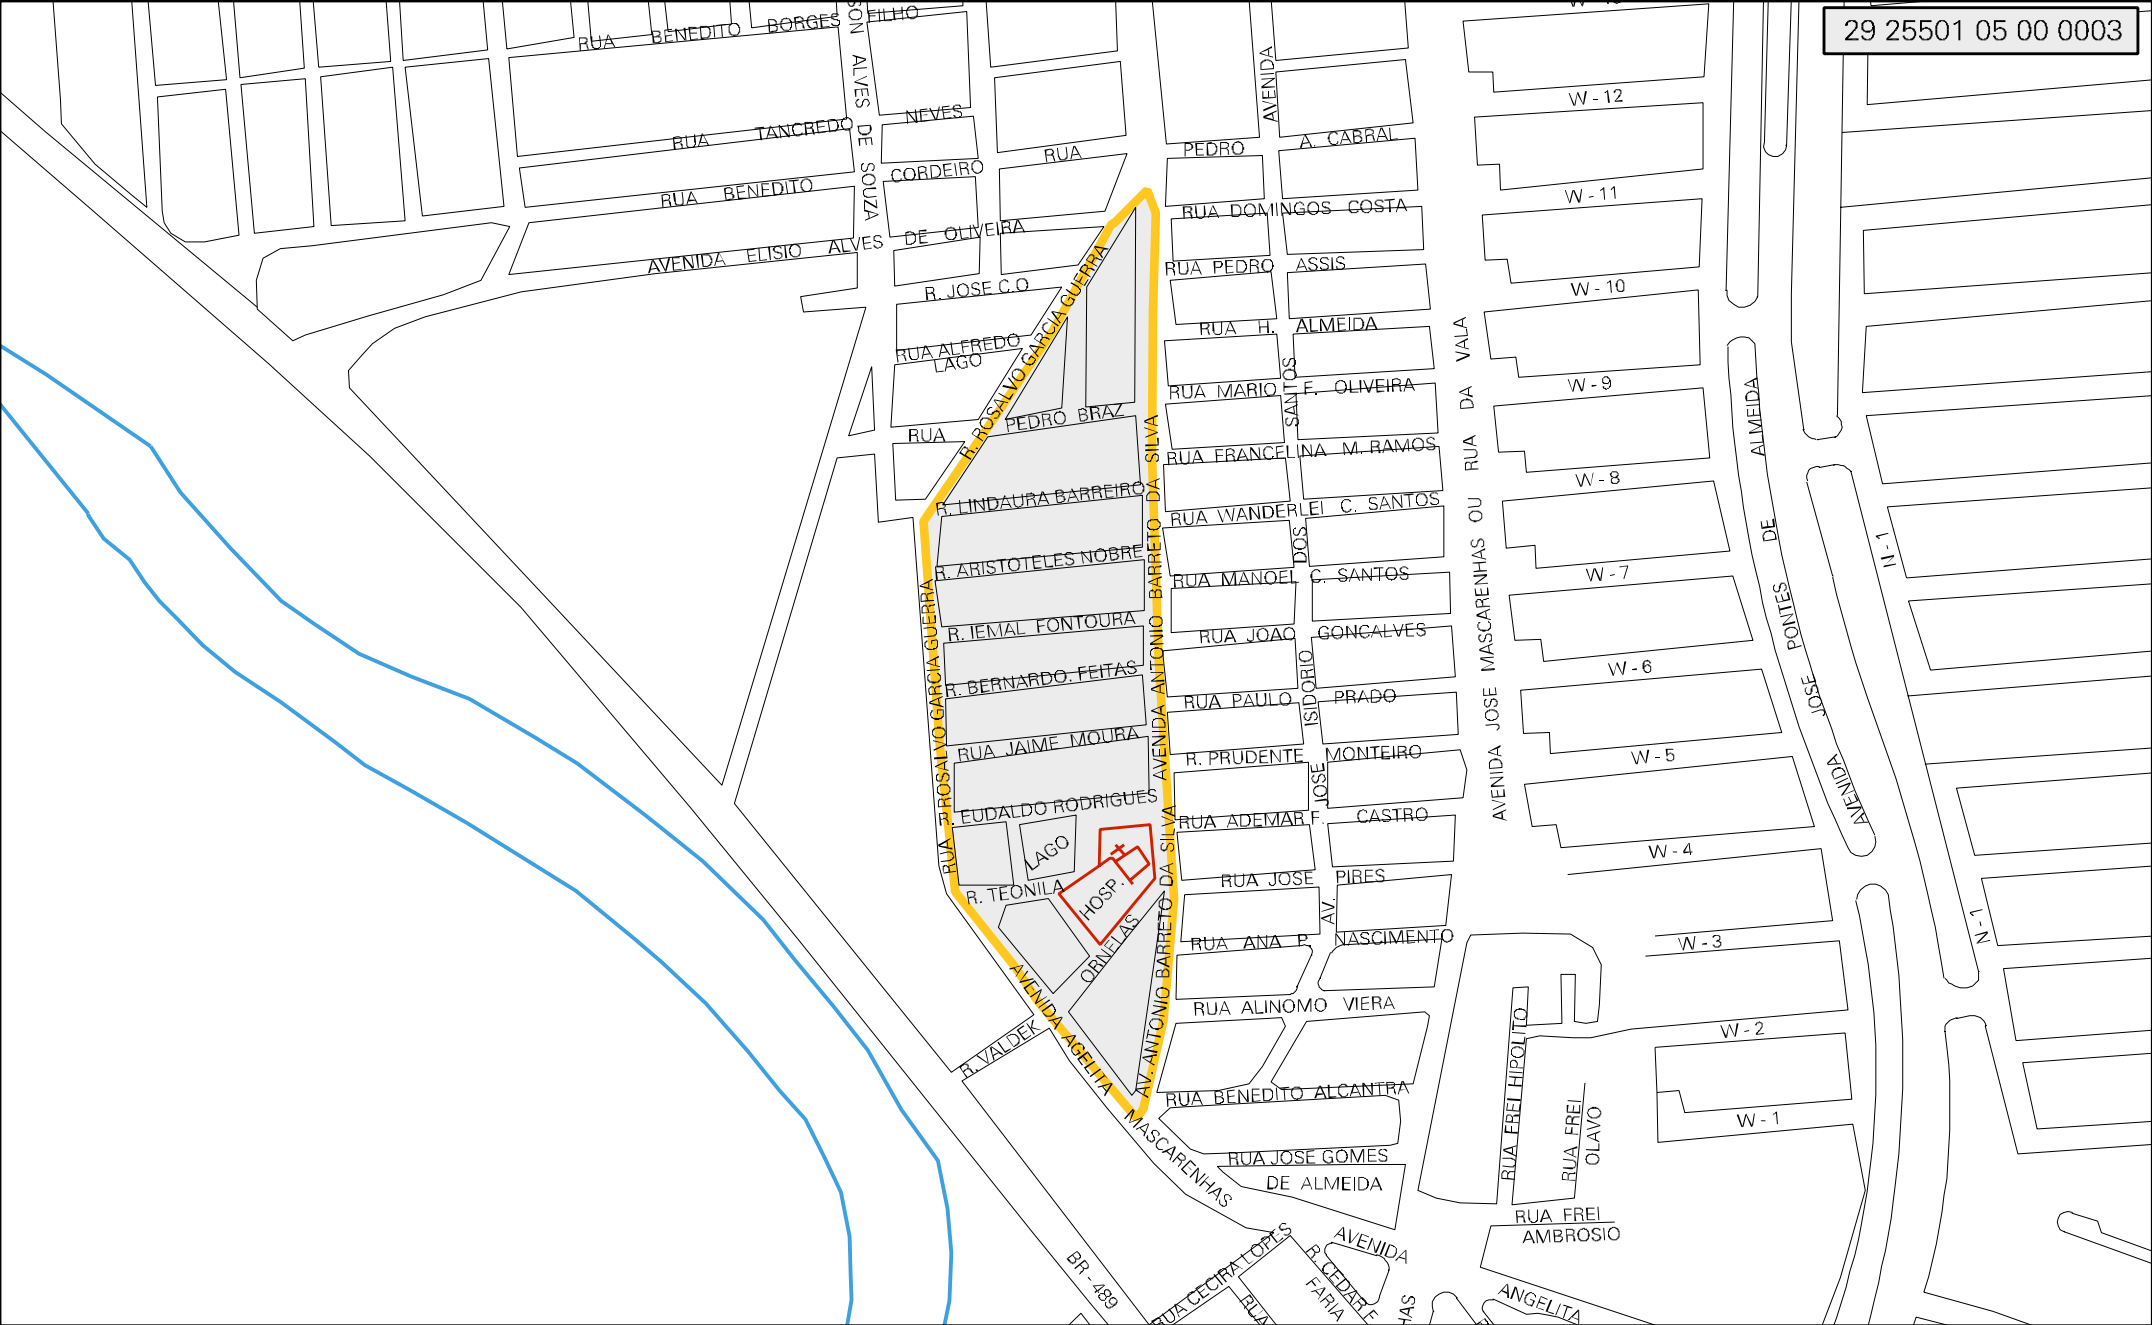 29 25501 05 00 0003
RUA BENEDITO BORGES FILHO
SON ALVES DE SOUZA
RUA TANCREDO NEVES
RUA BENEDITO CORDEIRO
AVENIDA ELISIO ALVES DE OLIVEIRA
R. JOSE C.O
RUA ALFREDO
LAGO
RUA PEDRO BRAZ
R. ROSALVO GARCIA GUERRA
R. LINDAURA BARREIRO
R. ARISTOTELES NOBRE
R. IEMAL FONTOURA
R. BERNARDO. FEITAS
RUA JAIME MOURA
R. EUDALDO RODRIGUES
LAGO
HOSP.
R. TEONILA
ORNELAS
RUA ROSALVO GARCIA GUERRA
AVENIDA ANTONIO BARRETO DA SILVA
AV. ANTONIO BARRETO DA SILVA
AVENIDA AGELITA MASCARENHAS
R. VALDEK
BR - 489
RUA PEDRO A. CABRAL
RUA DOMINGOS COSTA
RUA PEDRO ASSIS
RUA H. ALMEIDA
RUA MARIO F. OLIVEIRA
RUA FRANCELINA M. RAMOS
RUA WANDERLEI C. SANTOS
RUA MANOEL C. SANTOS
RUA JOAO GONCALVES
RUA PAULO PRADO
R. PRUDENTE MONTEIRO
RUA ADEMAR F. CASTRO
RUA JOSE PIRES
RUA ANA P. NASCIMENTO
RUA ALINOMO VIERA
RUA BENEDITO ALCANTRA
RUA JOSE GOMES
DE ALMEIDA
AVENIDA
AV. JOSE ISIDORIO DOS SANTOS
AVENIDA JOSE MASCARENHAS OU RUA DA VALA
W - 12
W - 11
W - 10
W - 9
W - 8
W - 7
W - 6
W - 5
W - 4
W - 3
W - 2
W - 1
AVENIDA JOSE PONTES DE ALMEIDA
N - 1
N - 1
RUA FREI HIPOLITO
RUA FREI
OLAVO
RUA FREI
AMBROSIO
RUA CECIRA LOPES
RUA
R. CEDAR F
FARIA
AVENIDA
ANGELITA
HAS